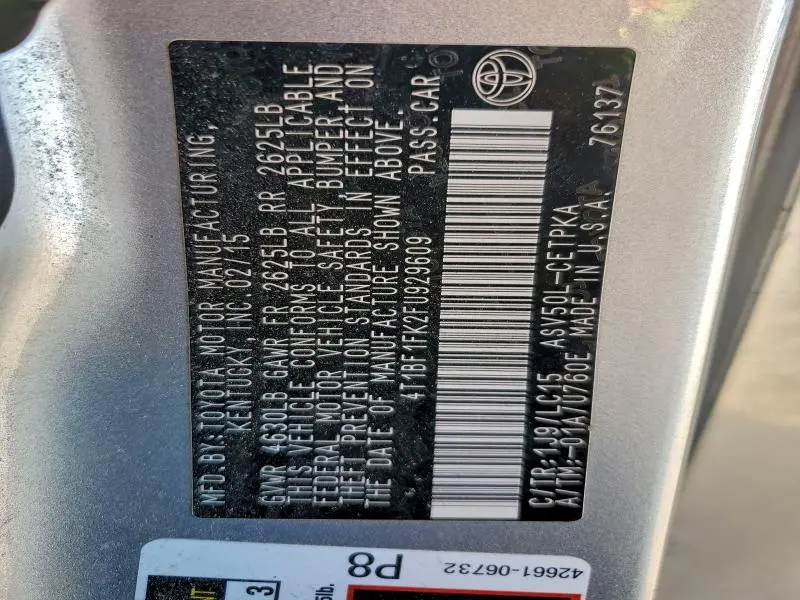 MFD.BY:TOYOTA MOTOR MANUFACTURING,
KENTUCKY, INC. 02/15
GVWR 4630LB GAWR FR 2625LB RR 2625LB
THIS VEHICLE CONFORMS TO ALL APPLICABLE
FEDERAL MOTOR VEHICLE SAFETY, BUMPER AND
THEFT PREVENTION STANDARDS IN EFFECT ON
THE DATE OF MANUFACTURE SHOWN ABOVE.
4T1BF1FK2FU929609 PASS.CAR
C/TR:1J9/LC15 ASV50L-CETPKA
A/TM:-01A/U760E MADE IN U.S.A. 76137
42661-06732
P8
3